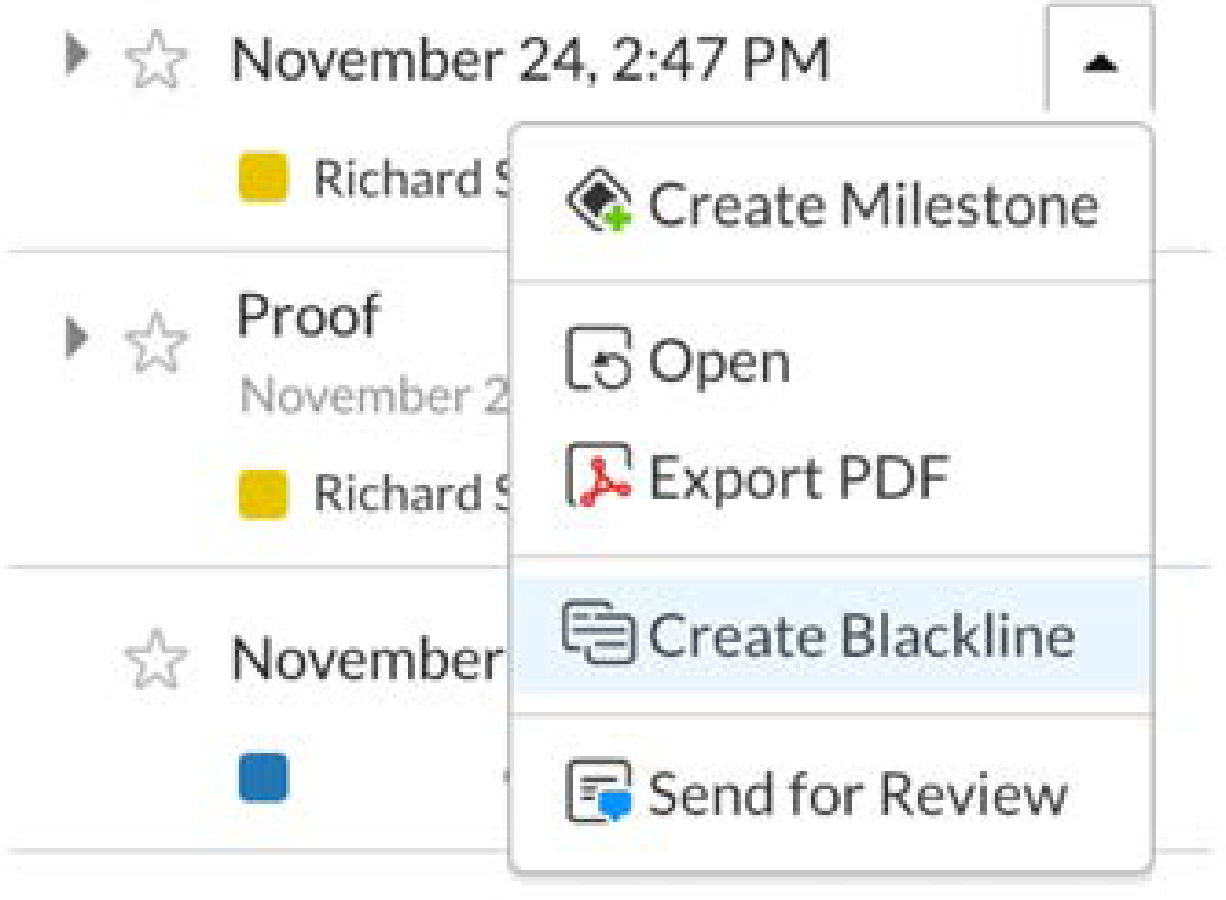 November 24, 2:47 PM
Richard
Create Milestone
Proof
Open
November 2
Export PDF
Richard
Create Blackline
November
Send for Review